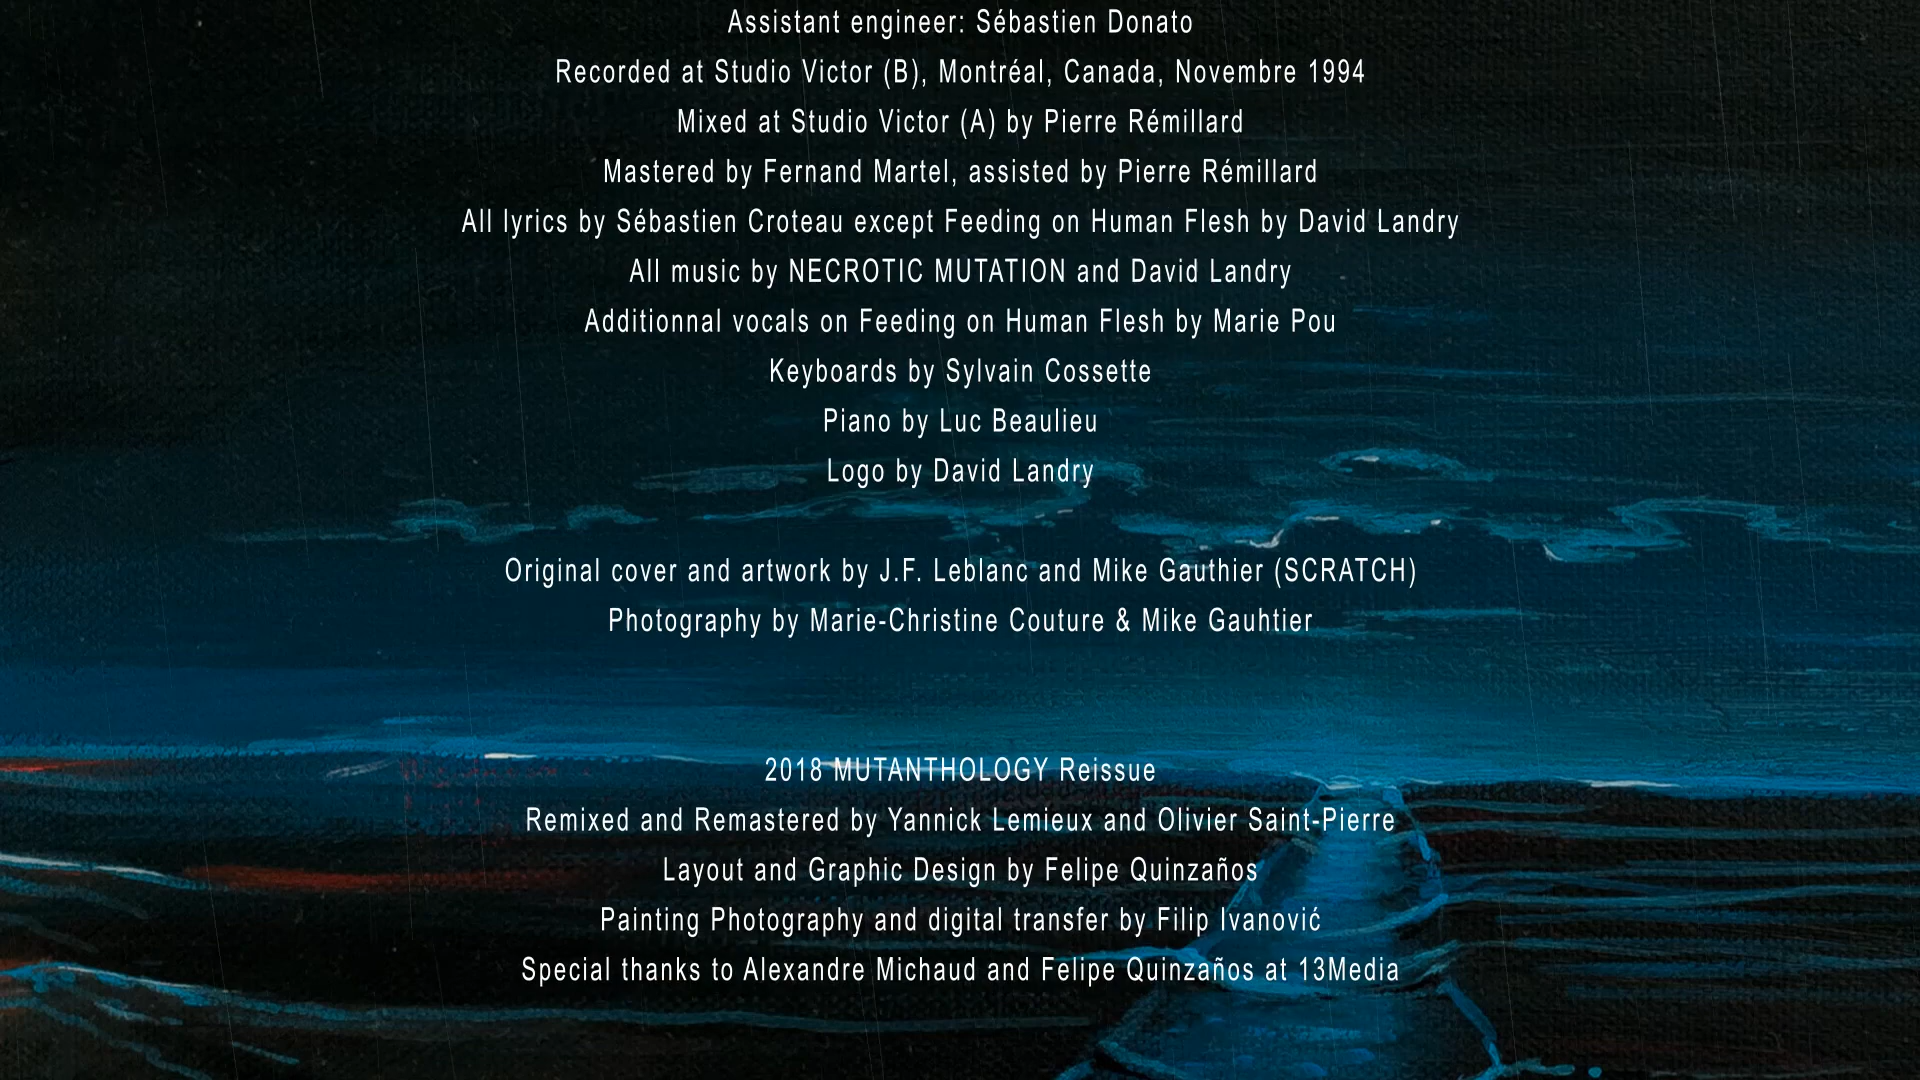 Assistant engineer: Sébastien Donato
Recorded at Studio Victor (B), Montréal, Canada, Novembre 1994
Mixed at Studio Victor (A) by Pierre Rémillard
Mastered by Fernand Martel, assisted by Pierre Rémillard
All lyrics by Sébastien Croteau except Feeding on Human Flesh by David Landry
All music by NECROTIC MUTATION and David Landry
Additionnal vocals on Feeding on Human Flesh by Marie Pou
Keyboards by Sylvain Cossette
Piano by Luc Beaulieu
Logo by David Landry
Original cover and artwork by J.F. Leblanc and Mike Gauthier (SCRATCH)
Photography by Marie-Christine Couture & Mike Gauhtier
2018 MUTANTHOLOGY Reissue
Remixed and Remastered by Yannick Lemieux and Olivier Saint-Pierre
Layout and Graphic Design by Felipe Quinzaños
Painting Photography and digital transfer by Filip Ivanović
Special thanks to Alexandre Michaud and Felipe Quinzaños at 13Media